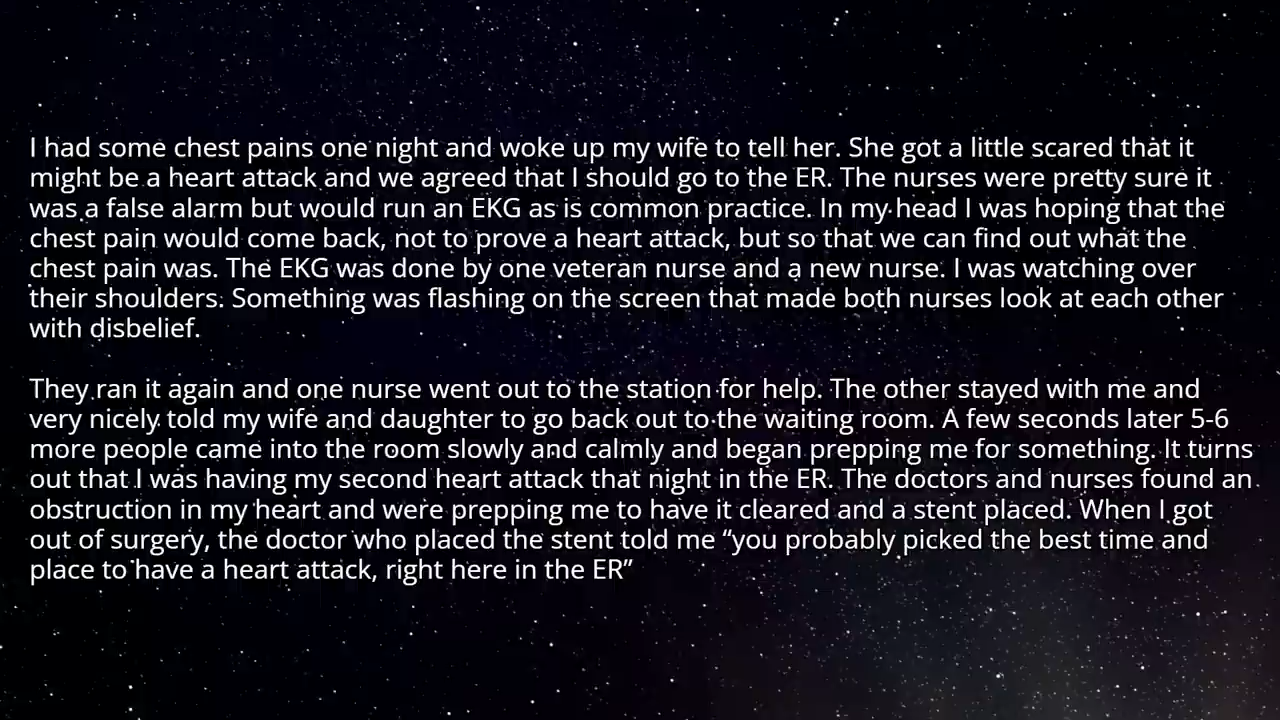 I had some chest pains one night and woke up my wife to tell her. She got a little scared that it
might be a heart attack and we agreed that I should go to the ER. The nurses were pretty sure it
was a false alarm but would run an EKG as is common practice. In my head I was hoping that the
chest pain would come back, not to prove a heart attack, but so that we can find out what the
chest pain was. The EKG was done by one veteran nurse and a new nurse. I was watching over
their shoulders. Something was flashing on the screen that made both nurses look at each other
with disbelief.
They ran it again and one nurse went out to the station for help. The other stayed with me and
very nicely told my wife and daughter to go back out to the waiting room. A few seconds later 5-6
more people came into the room slowly and calmly and began prepping me for something. It turns
out that I was having my second heart attack that night in the ER. The doctors and nurses found an
obstruction in my heart and were prepping me to have it cleared and a stent placed. When I got
out of surgery, the doctor who placed the stent told me “you probably picked the best time and
place to have a heart attack, right here in the ER”